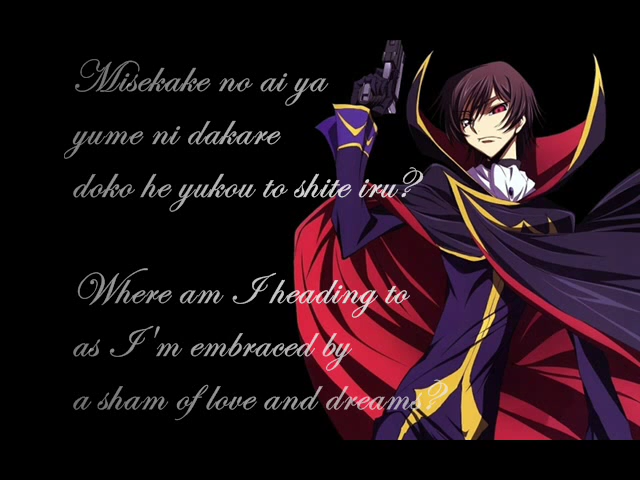 Misekake no ai ya
yume ni dakare
doko he yukou to shite iru?
Where am I heading to
as I'm embraced by
a sham of love and dreams?